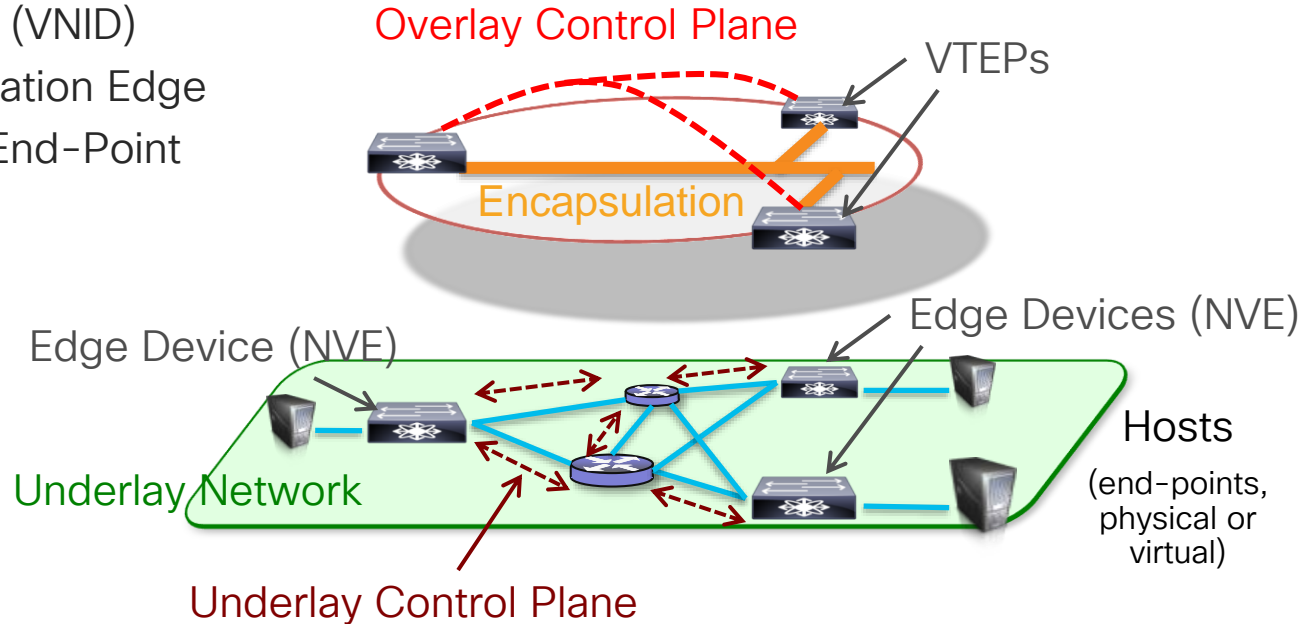 (VNID)
ation Edge
End-Point
Overlay Control Plane
VTEPs
Encapsulation
Edge Device (NVE)
Edge Devices (NVE)
Hosts
(end-points,
physical or
virtual)
Underlay Network
Underlay Control Plane